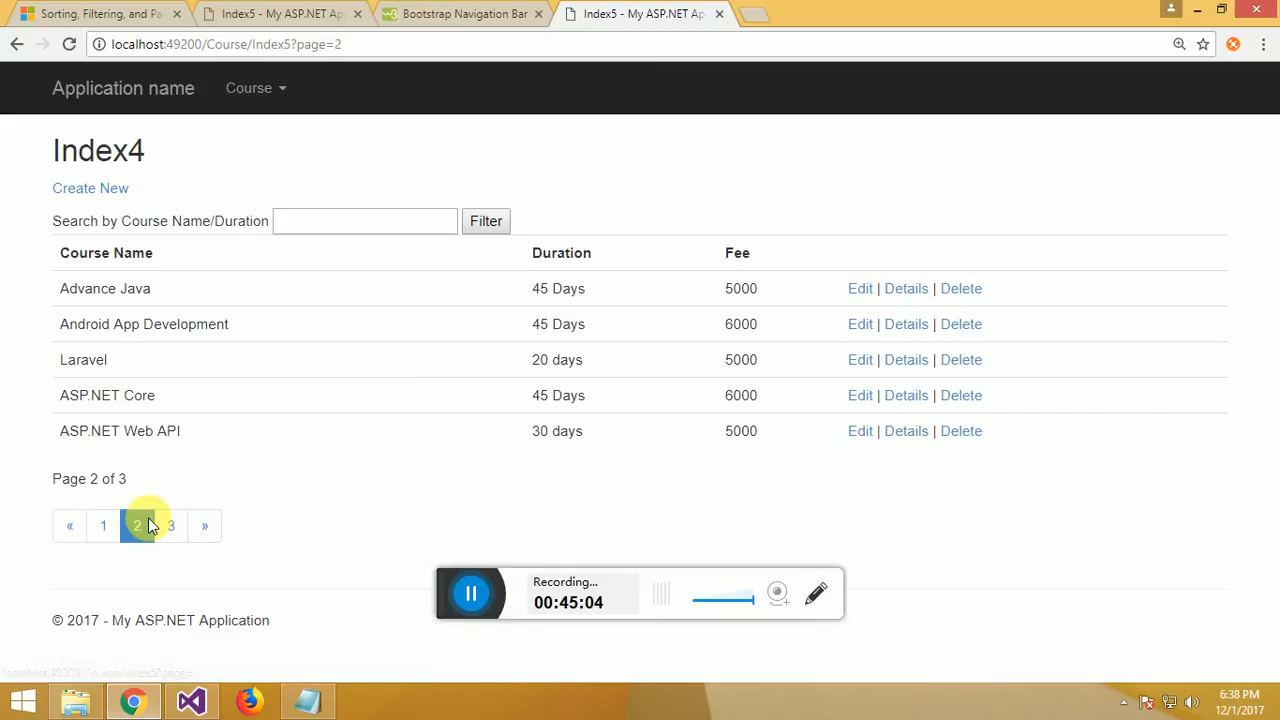 Sorting, Filtering, and Pa
Index5 - My ASP.NET Ap
Bootstrap Navigation Bar
Index5 - My ASP.NET Ap
localhost:49200/Course/Index5?page=2
Application name
Course
Index4
Create New
Search by Course Name/Duration
Filter
Course Name Duration Fee
Advance Java 45 Days 5000 Edit | Details | Delete
Android App Development 45 Days 6000 Edit | Details | Delete
Laravel 20 days 5000 Edit | Details | Delete
ASP.NET Core 45 Days 6000 Edit | Details | Delete
ASP.NET Web API 30 days 5000 Edit | Details | Delete
Page 2 of 3
« 1 2 3 »
Recording...
00:45:04
© 2017 - My ASP.NET Application
6:38 PM
12/1/2017